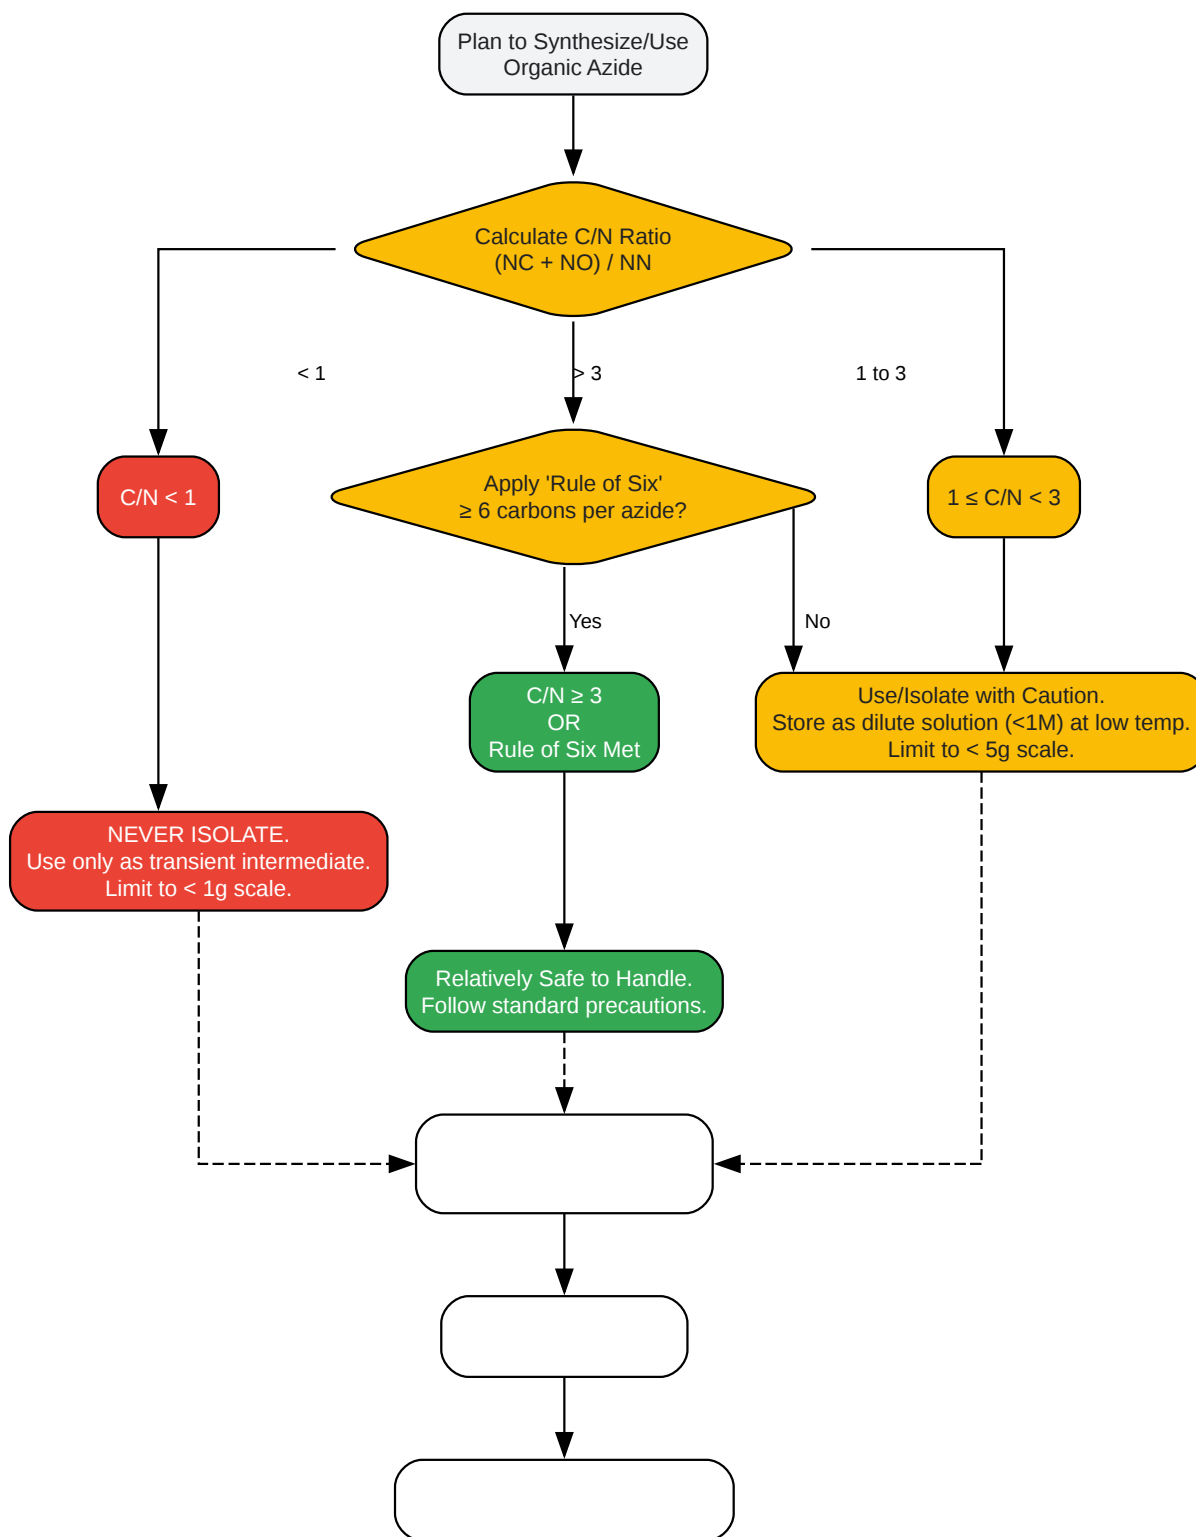 Plan to Synthesize/Use
Organic Azide
Calculate C/N Ratio
(NC + NO) / NN
< 1
> 3
1 to 3
C/N < 1
Apply 'Rule of Six'
≥ 6 carbons per azide?
1 ≤ C/N < 3
Yes
No
C/N ≥ 3
OR
Rule of Six Met
Use/Isolate with Caution.
Store as dilute solution (<1M) at low temp.
Limit to < 5g scale.
NEVER ISOLATE.
Use only as transient intermediate.
Limit to < 1g scale.
Relatively Safe to Handle.
Follow standard precautions.